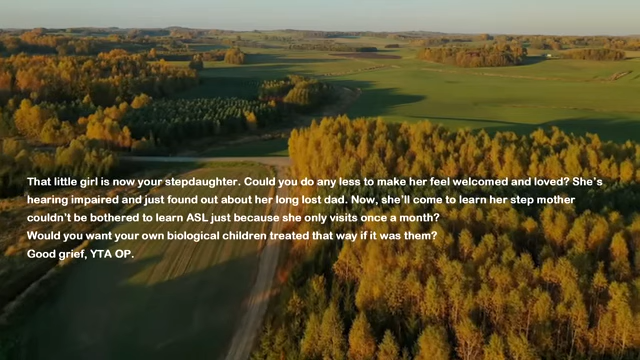 That little girl is now your stepdaughter. Could you do any less to make her feel welcomed and loved? She's
hearing impaired and just found out about her long lost dad. Now, she'll come to learn her step mother
couldn't be bothered to learn ASL just because she only visits once a month?
Would you want your own biological children treated that way if it was them?
Good grief, YTA OP.